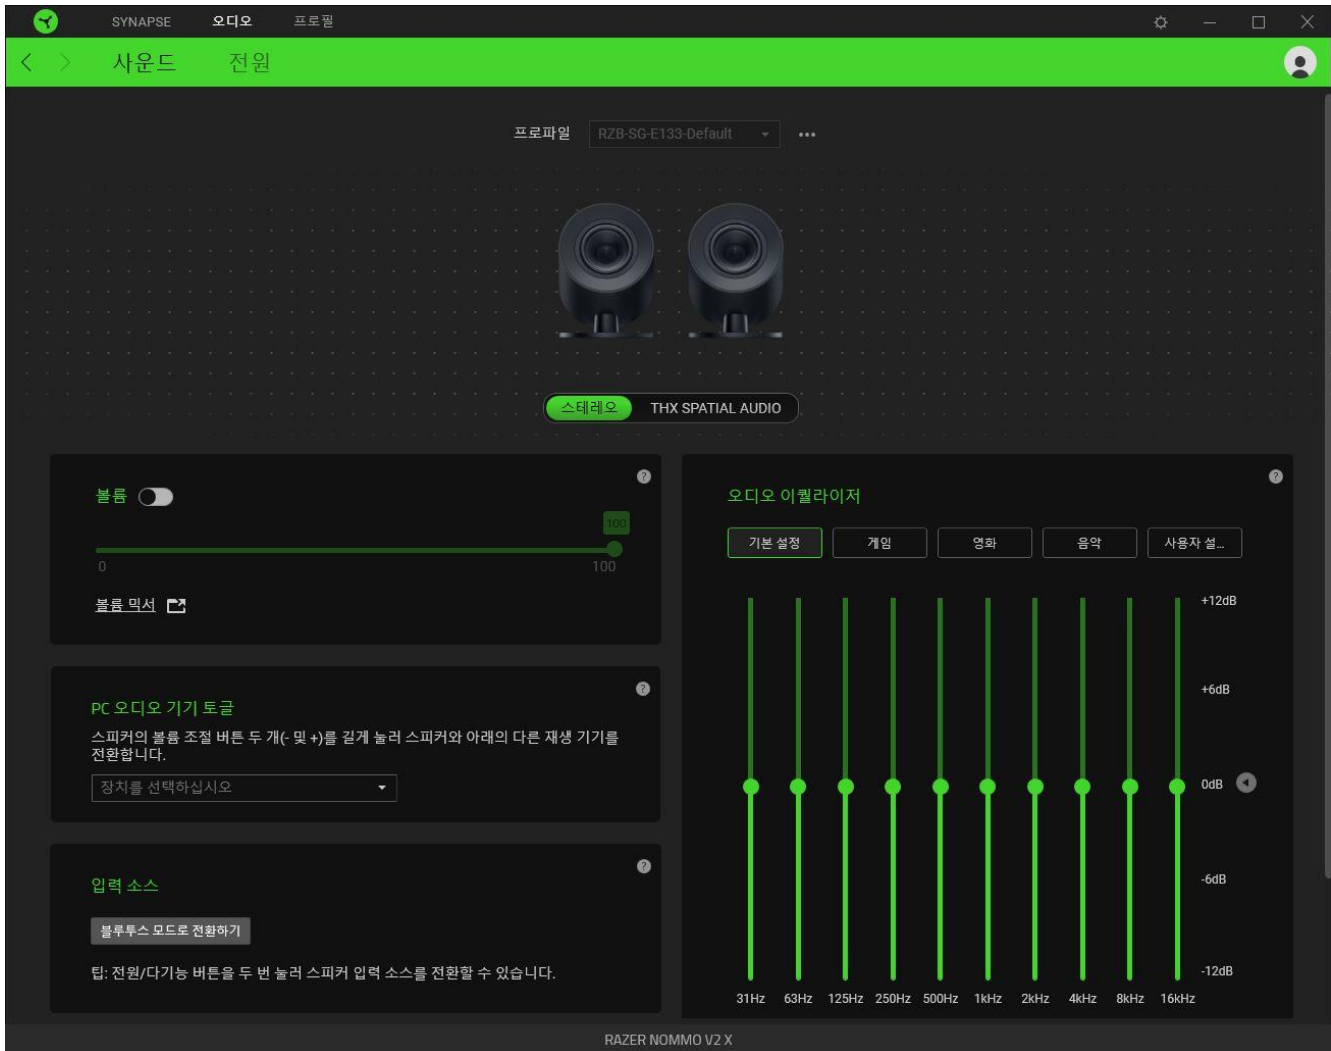 SYNAPSE 오디오 프로필
사운드 전원
프로파일 RZB-SG-E133-Default
스테레오 THX SPATIAL AUDIO
볼륨
100
0 100
볼륨 믹서
PC 오디오 기기 토글
스피커의 볼륨 조절 버튼 두 개(- 및 +)를 길게 눌러 스피커와 아래의 다른 재생 기기를
전환합니다.
장치를 선택하십시오
입력 소스
블루투스 모드로 전환하기
팁: 전원/다기능 버튼을 두 번 눌러 스피커 입력 소스를 전환할 수 있습니다.
오디오 이퀄라이저
기본 설정 게임 영화 음악 사용자 설...
+12dB
+6dB
0dB
-6dB
-12dB
31Hz 63Hz 125Hz 250Hz 500Hz 1kHz 2kHz 4kHz 8kHz 16kHz
RAZER NOMMO V2 X